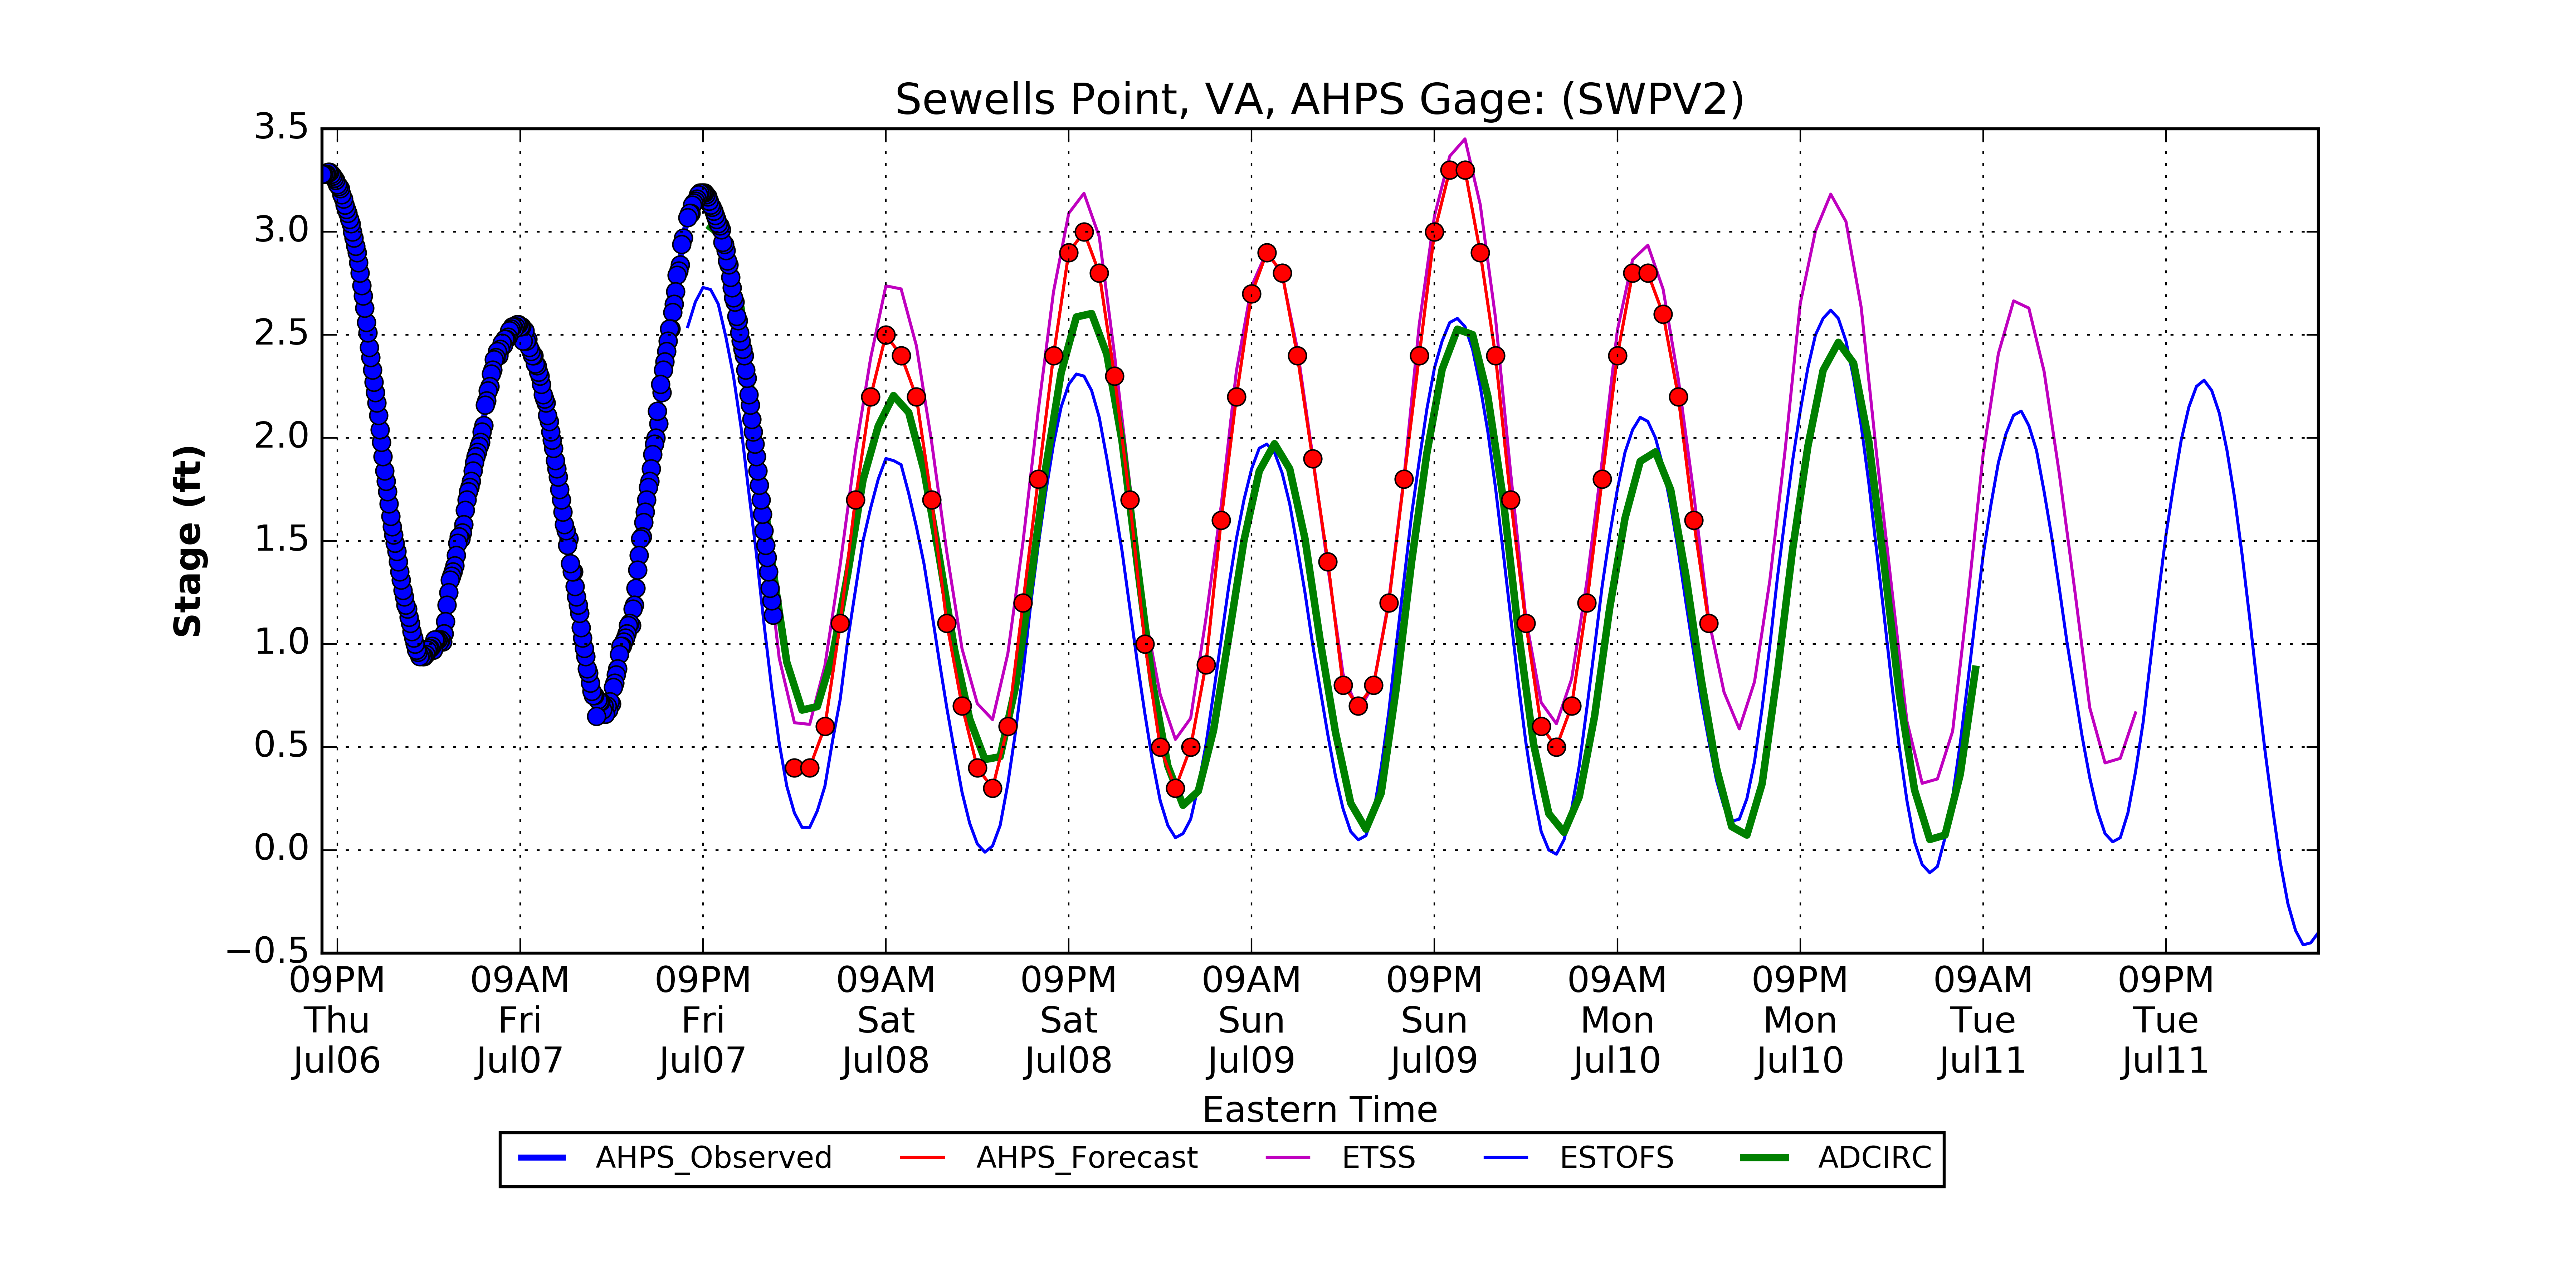 Sewells Point, VA, AHPS Gage: (SWPV2)
3.5
3.0
2.5
2.0
1.5
1.0
0.5
0.0
−0.5
Stage (ft)
09PM 09AM 09PM 09AM 09PM 09AM 09PM 09AM 09PM 09AM 09PM
Thu Fri Fri Sat Sat Sun Sun Mon Mon Tue Tue
Jul06 Jul07 Jul07 Jul08 Jul08 Jul09 Jul09 Jul10 Jul10 Jul11 Jul11
Eastern Time
AHPS_Observed AHPS_Forecast ETSS ESTOFS ADCIRC